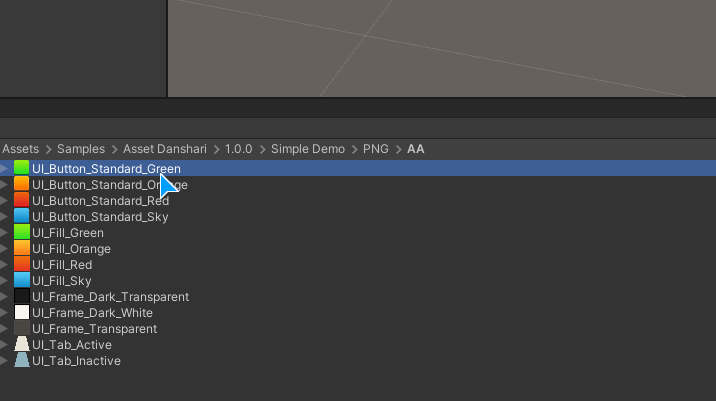 Assets > Samples > Asset Danshari > 1.0.0 > Simple Demo > PNG > AA
UI_Button_Standard_Green
UI_Button_Standard_Orange
UI_Button_Standard_Red
UI_Button_Standard_Sky
UI_Fill_Green
UI_Fill_Orange
UI_Fill_Red
UI_Fill_Sky
UI_Frame_Dark_Transparent
UI_Frame_Dark_White
UI_Frame_Transparent
UI_Tab_Active
UI_Tab_Inactive